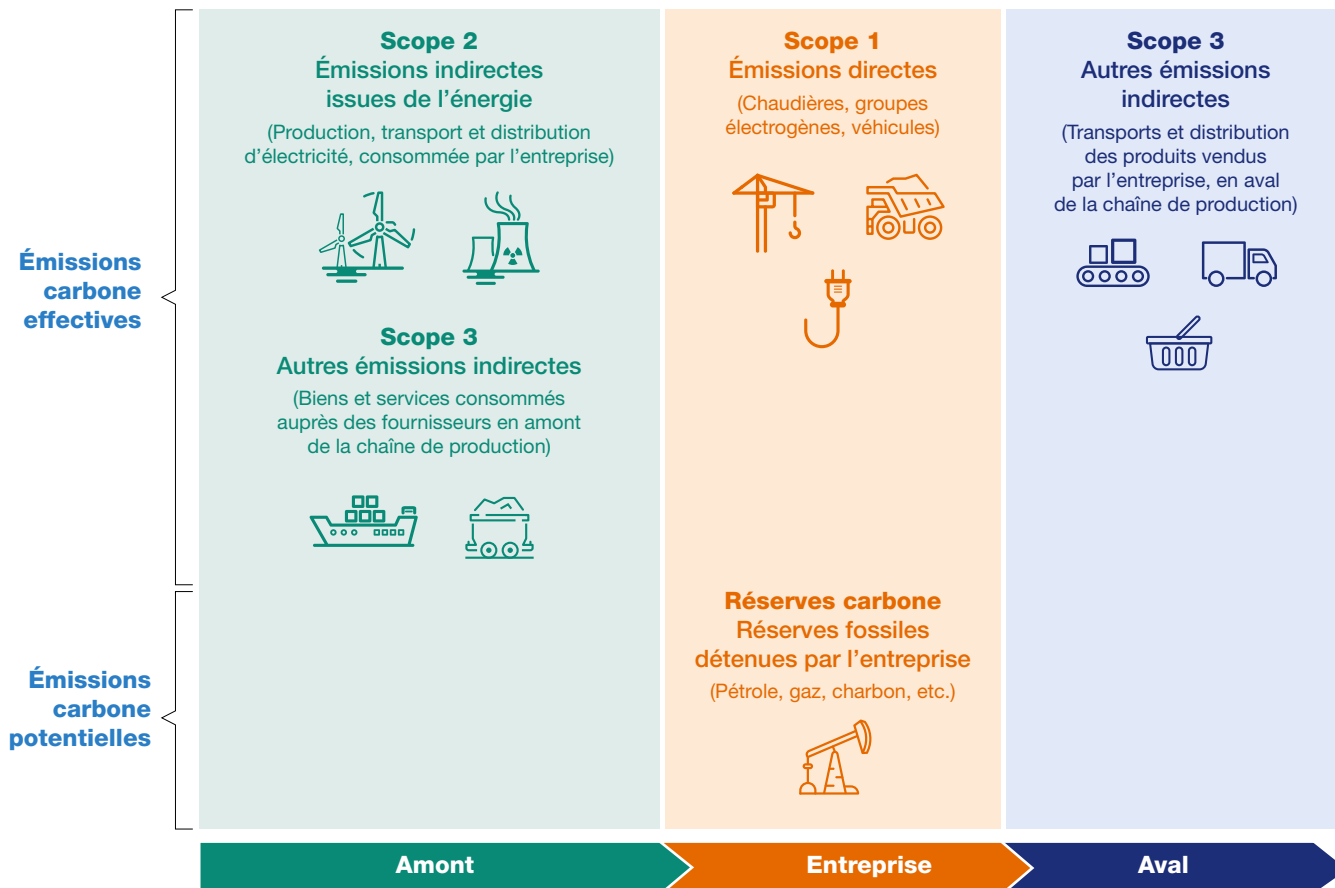 Émissions
carbone
effectives
Émissions
carbone
potentielles
Scope 2
Émissions indirectes
issues de l’énergie
(Production, transport et distribution
d’électricité, consommée par l’entreprise)
Scope 3
Autres émissions indirectes
(Biens et services consommés
auprès des fournisseurs en amont
de la chaîne de production)
Scope 1
Émissions directes
(Chaudières, groupes
électrogènes, véhicules)
Réserves carbone
Réserves fossiles
détenues par l’entreprise
(Pétrole, gaz, charbon, etc.)
Scope 3
Autres émissions
indirectes
(Transports et distribution
des produits vendus
par l’entreprise, en aval
de la chaîne de production)
Amont
Entreprise
Aval